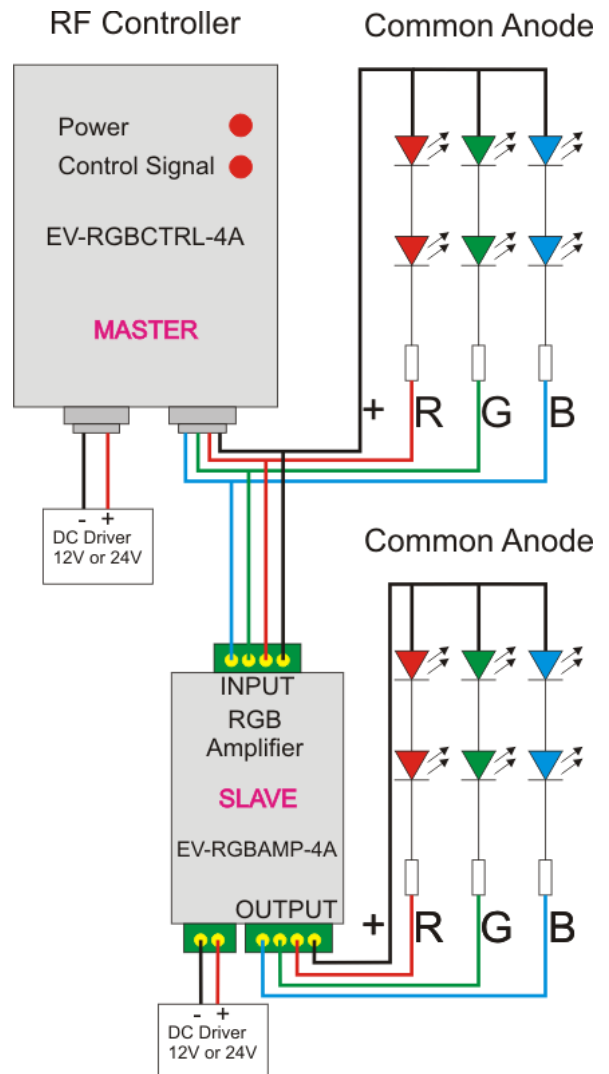 RF Controller
Common Anode
Power
Control Signal
EV-RGBCTRL-4A
MASTER
+ R G B
- +
DC Driver
12V or 24V
Common Anode
INPUT
RGB
Amplifier
SLAVE
EV-RGBAMP-4A
OUTPUT
+ R G B
- +
DC Driver
12V or 24V